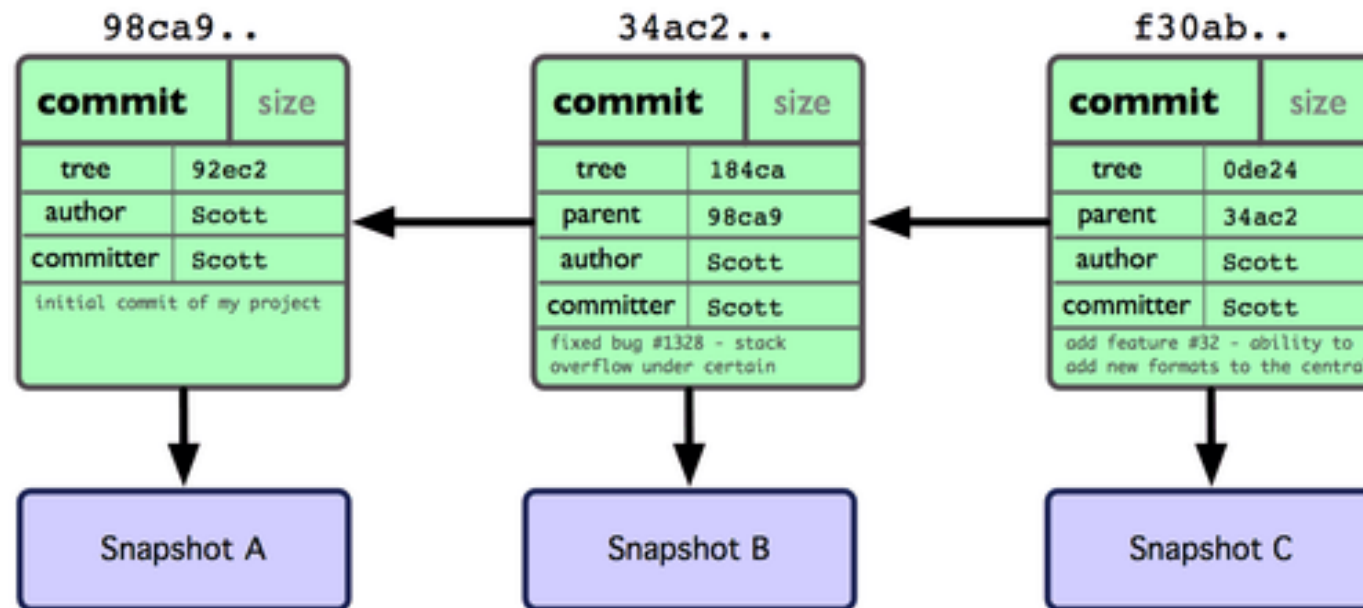 98ca9.. 34ac2.. f30ab..
commit size
tree 92ec2
author Scott
committer Scott
initial commit of my project
commit size
tree 184ca
parent 98ca9
author Scott
committer Scott
fixed bug #1328 - stack
overflow under certain
commit size
tree 0de24
parent 34ac2
author Scott
committer Scott
add feature #32 - ability to
add new formats to the centra
Snapshot A Snapshot B Snapshot C